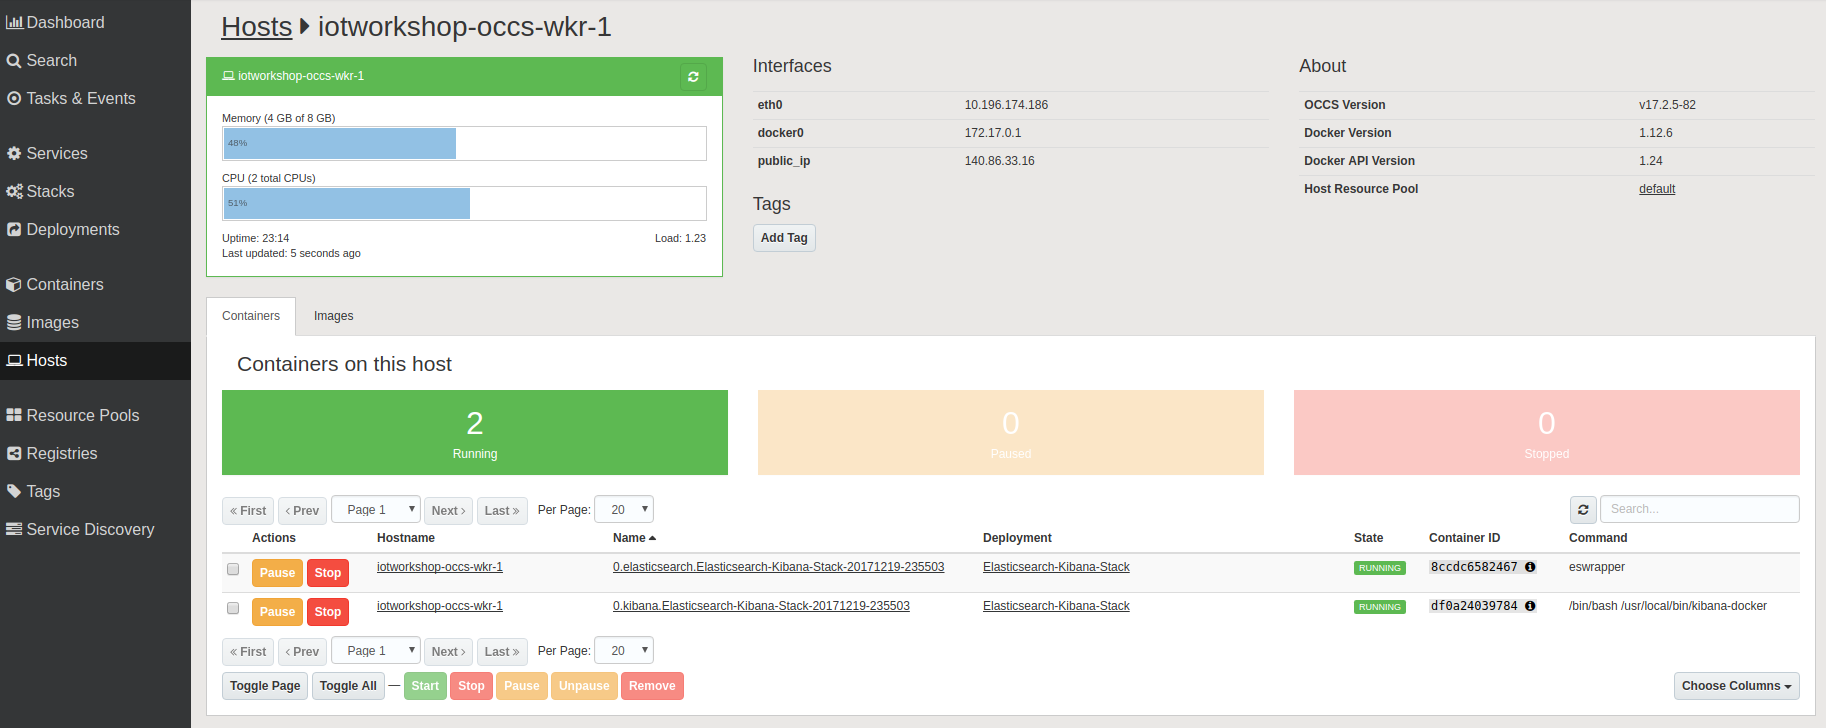 Dashboard
Search
Tasks & Events
Services
Stacks
Deployments
Containers
Images
Hosts
Resource Pools
Registries
Tags
Service Discovery
Hosts iotworkshop-occs-wkr-1
iotworkshop-occs-wkr-1
Memory (4 GB of 8 GB)
48%
CPU (2 total CPUs)
51%
Uptime: 23:14 Load: 1.23
Last updated: 5 seconds ago
Interfaces
eth0 10.196.174.186
docker0 172.17.0.1
public_ip 140.86.33.16
Tags
Add Tag
About
OCCS Version v17.2.5-82
Docker Version 1.12.6
Docker API Version 1.24
Host Resource Pool default
Containers Images
Containers on this host
2
Running
0
Paused
0
Stopped
« First ‹ Prev Page 1 Next › Last » Per Page: 20 Search...
Actions Hostname Name Deployment State Container ID Command
Pause Stop iotworkshop-occs-wkr-1 0.elasticsearch.Elasticsearch-Kibana-Stack-20171219-235503 Elasticsearch-Kibana-Stack RUNNING 8ccdc6582467 eswrapper
Pause Stop iotworkshop-occs-wkr-1 0.kibana.Elasticsearch-Kibana-Stack-20171219-235503 Elasticsearch-Kibana-Stack RUNNING df0a24039784 /bin/bash /usr/local/bin/kibana-docker
« First ‹ Prev Page 1 Next › Last » Per Page: 20
Toggle Page Toggle All — Start Stop Pause Unpause Remove Choose Columns